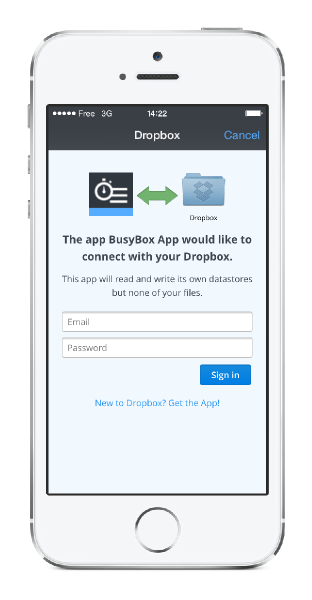 Free 3G 14:22
Dropbox Cancel
Dropbox
The app BusyBox App would like to
connect with your Dropbox.
This app will read and write its own datastores
but none of your files.
Email
Password
Sign in
New to Dropbox? Get the App!